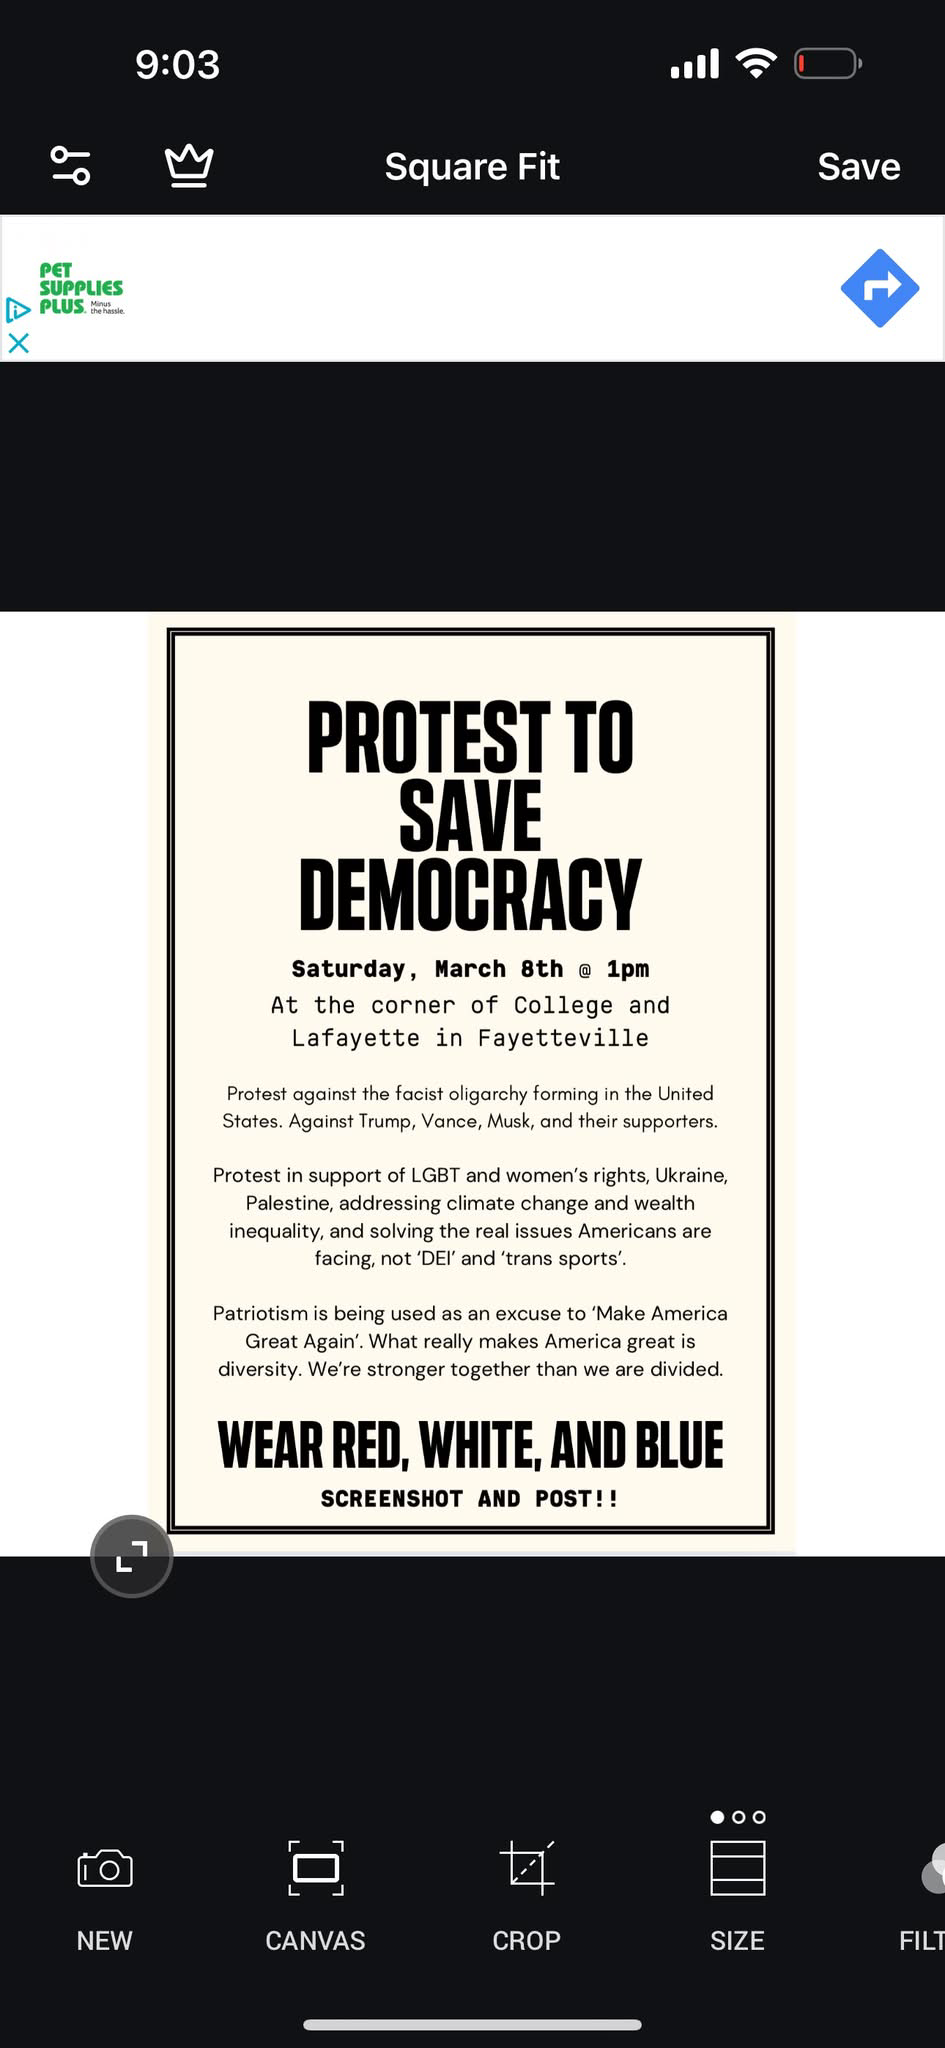 9:03
Square Fit
Save
PET
SUPPLIES
PLUS. Minus
the hassle.
PROTEST TO
SAVE
DEMOCRACY
Saturday, March 8th @ 1pm
At the corner of College and
Lafayette in Fayetteville
Protest against the facist oligarchy forming in the United
States. Against Trump, Vance, Musk, and their supporters.
Protest in support of LGBT and women's rights, Ukraine,
Palestine, addressing climate change and wealth
inequality, and solving the real issues Americans are
facing, not 'DEI' and 'trans sports'.
Patriotism is being used as an excuse to 'Make America
Great Again'. What really makes America great is
diversity. We're stronger together than we are divided.
WEAR RED, WHITE, AND BLUE
SCREENSHOT AND POST!!
NEW
CANVAS
CROP
SIZE
FILT